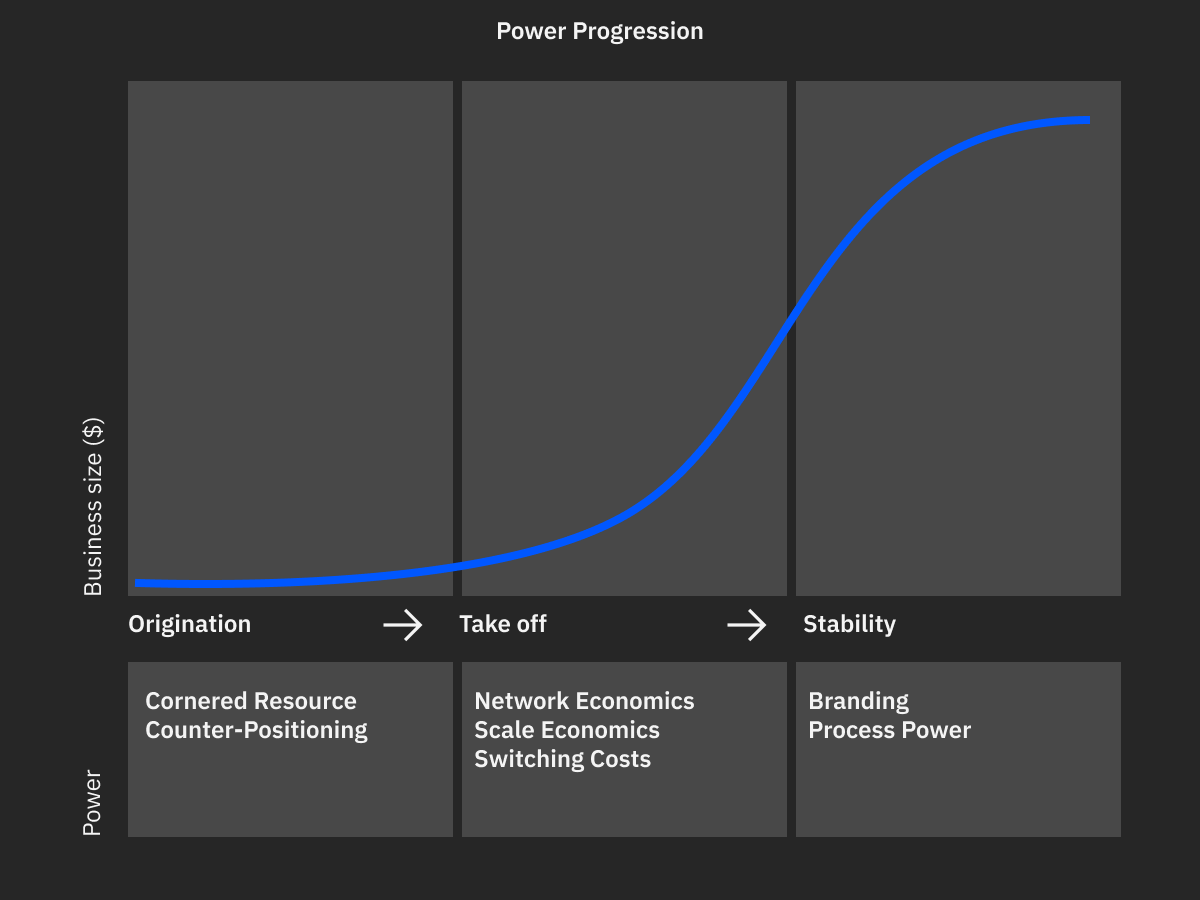 Power Progression
Business size ($)
Origination
Take off
Stability
Power
Cornered Resource
Counter-Positioning
Network Economics
Scale Economics
Switching Costs
Branding
Process Power